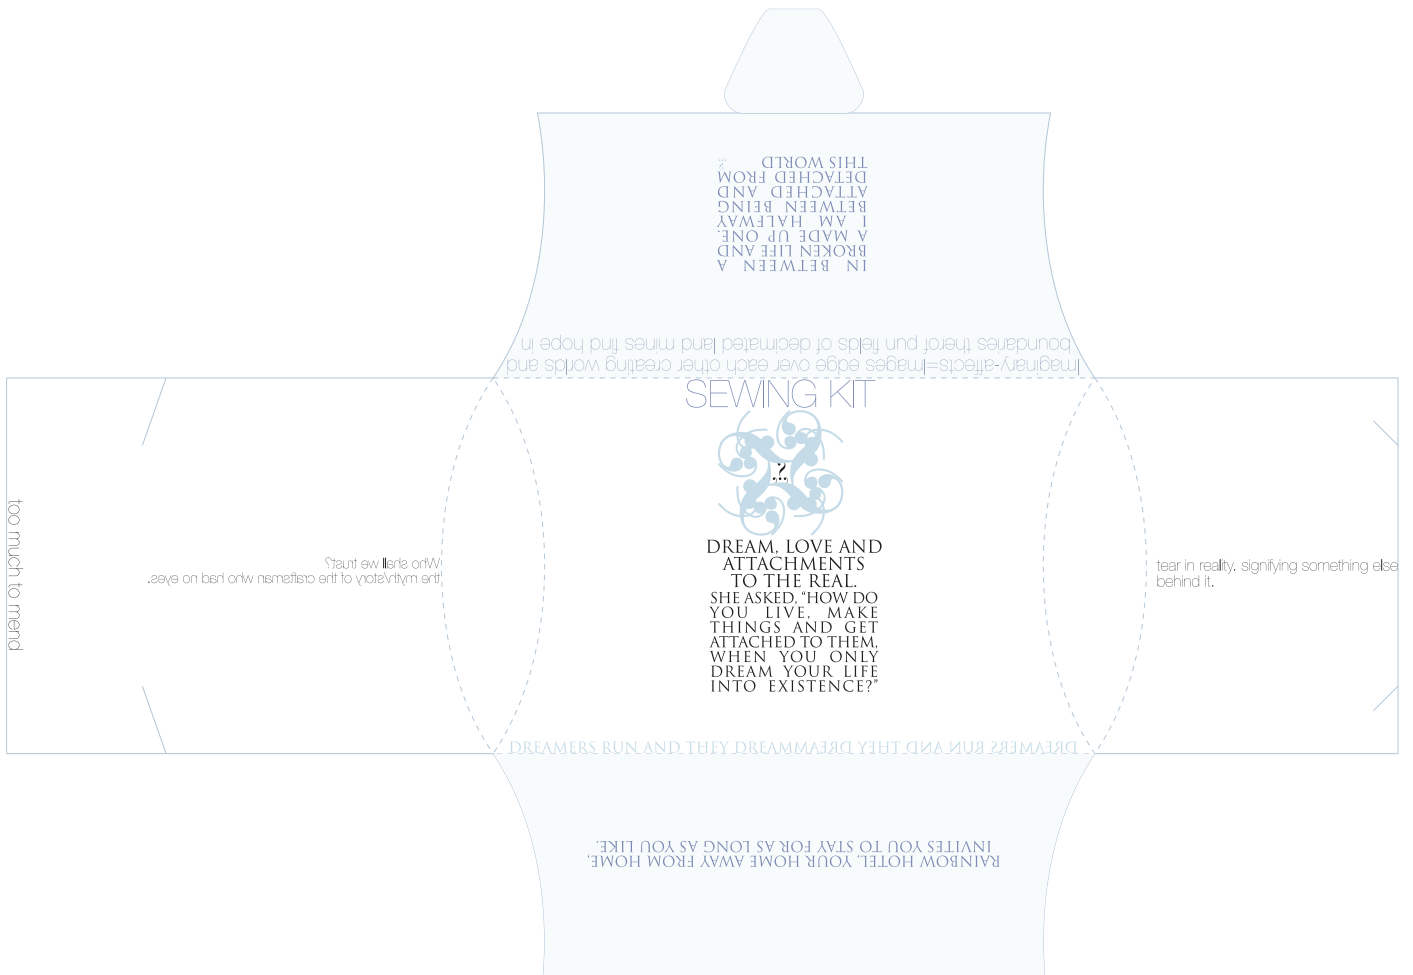 IN BETWEEN A
BROKEN LIFE AND
A MADE UP ONE.
I AM HALFWAY
BETWEEN BEING
ATTACHED AND
DETACHED FROM
THIS WORLD
Imaginary-affects=Images edge over each other creating worlds and
boundaries therof pun fields of decimated land mines find hope in
SEWING KIT
.?.
DREAM, LOVE AND
ATTACHMENTS
TO THE REAL.
SHE ASKED, “HOW DO
YOU LIVE, MAKE
THINGS AND GET
ATTACHED TO THEM,
WHEN YOU ONLY
DREAM YOUR LIFE
INTO EXISTENCE?”
too much to mend
Who shall we trust?
the myth/story of the craftsman who had no eyes.
tear in reality. signifying something else
behind it.
DREAMERS RUN AND THEY DREAMMAERD YEHT DNA NUR SREMAERD
RAINBOW HOTEL, YOUR HOME AWAY FROM HOME,
INVITES YOU TO STAY FOR AS LONG AS YOU LIKE.